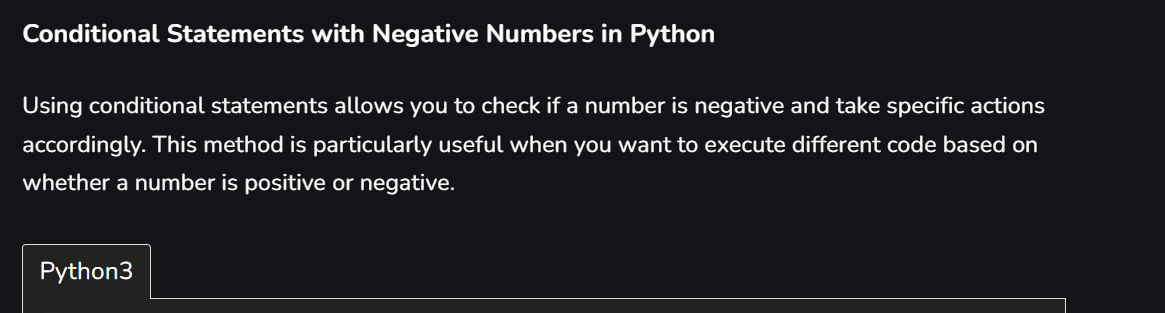 Conditional Statements with Negative Numbers in Python
Using conditional statements allows you to check if a number is negative and take specific actions
accordingly. This method is particularly useful when you want to execute different code based on
whether a number is positive or negative.
Python3